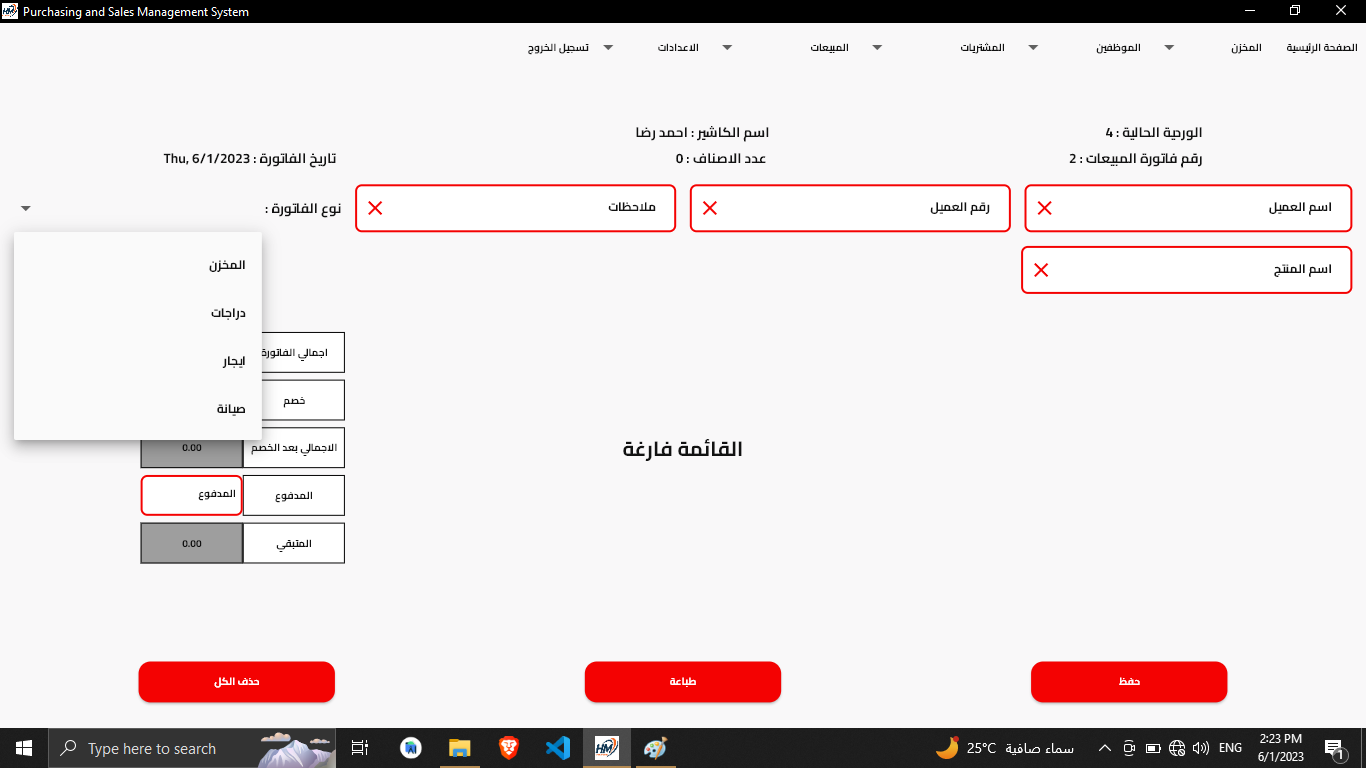 Purchasing and Sales Management System
الصفحة الرئيسية المخزن الموظفين المشتريات المبيعات الاعدادات تسجيل الخروج
الوردية الحالية : 4 اسم الكاشير : احمد رضا
رقم فاتورة المبيعات : 2 عدد الاصناف : 0 تاريخ الفاتورة : Thu, 6/1/2023
اسم العميل رقم العميل ملاحظات نوع الفاتورة :
اسم المنتج
المخزن
دراجات
ايجار
صيانة
اجمالي الفاتورة
خصم
الاجمالي بعد الخصم 0.00
القائمة فارغة
المدفوع المدفوع
المتبقي 0.00
حفظ طباعة حذف الكل
Type here to search
HM
25°C سماء صافية
ENG
2:23 PM
6/1/2023
1